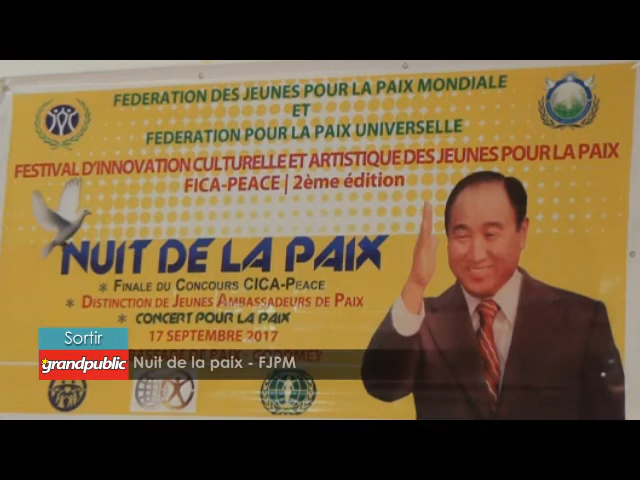 FEDERATION DES JEUNES POUR LA PAIX MONDIALE
ET
FEDERATION POUR LA PAIX UNIVERSELLE
FESTIVAL D'INNOVATION CULTURELLE ET ARTISTIQUE DES JEUNES POUR LA PAIX
FICA-PEACE | 2ème édition
NUIT DE LA PAIX
* FINALE DU CONCOURS CICA-PEACE
* DISTINCTION DE JEUNES AMBASSADEURS DE PAIX
* CONCERT POUR LA PAIX
17 SEPTEMBRE 2017
Sortir
grandpublic
Nuit de la paix - FJPM